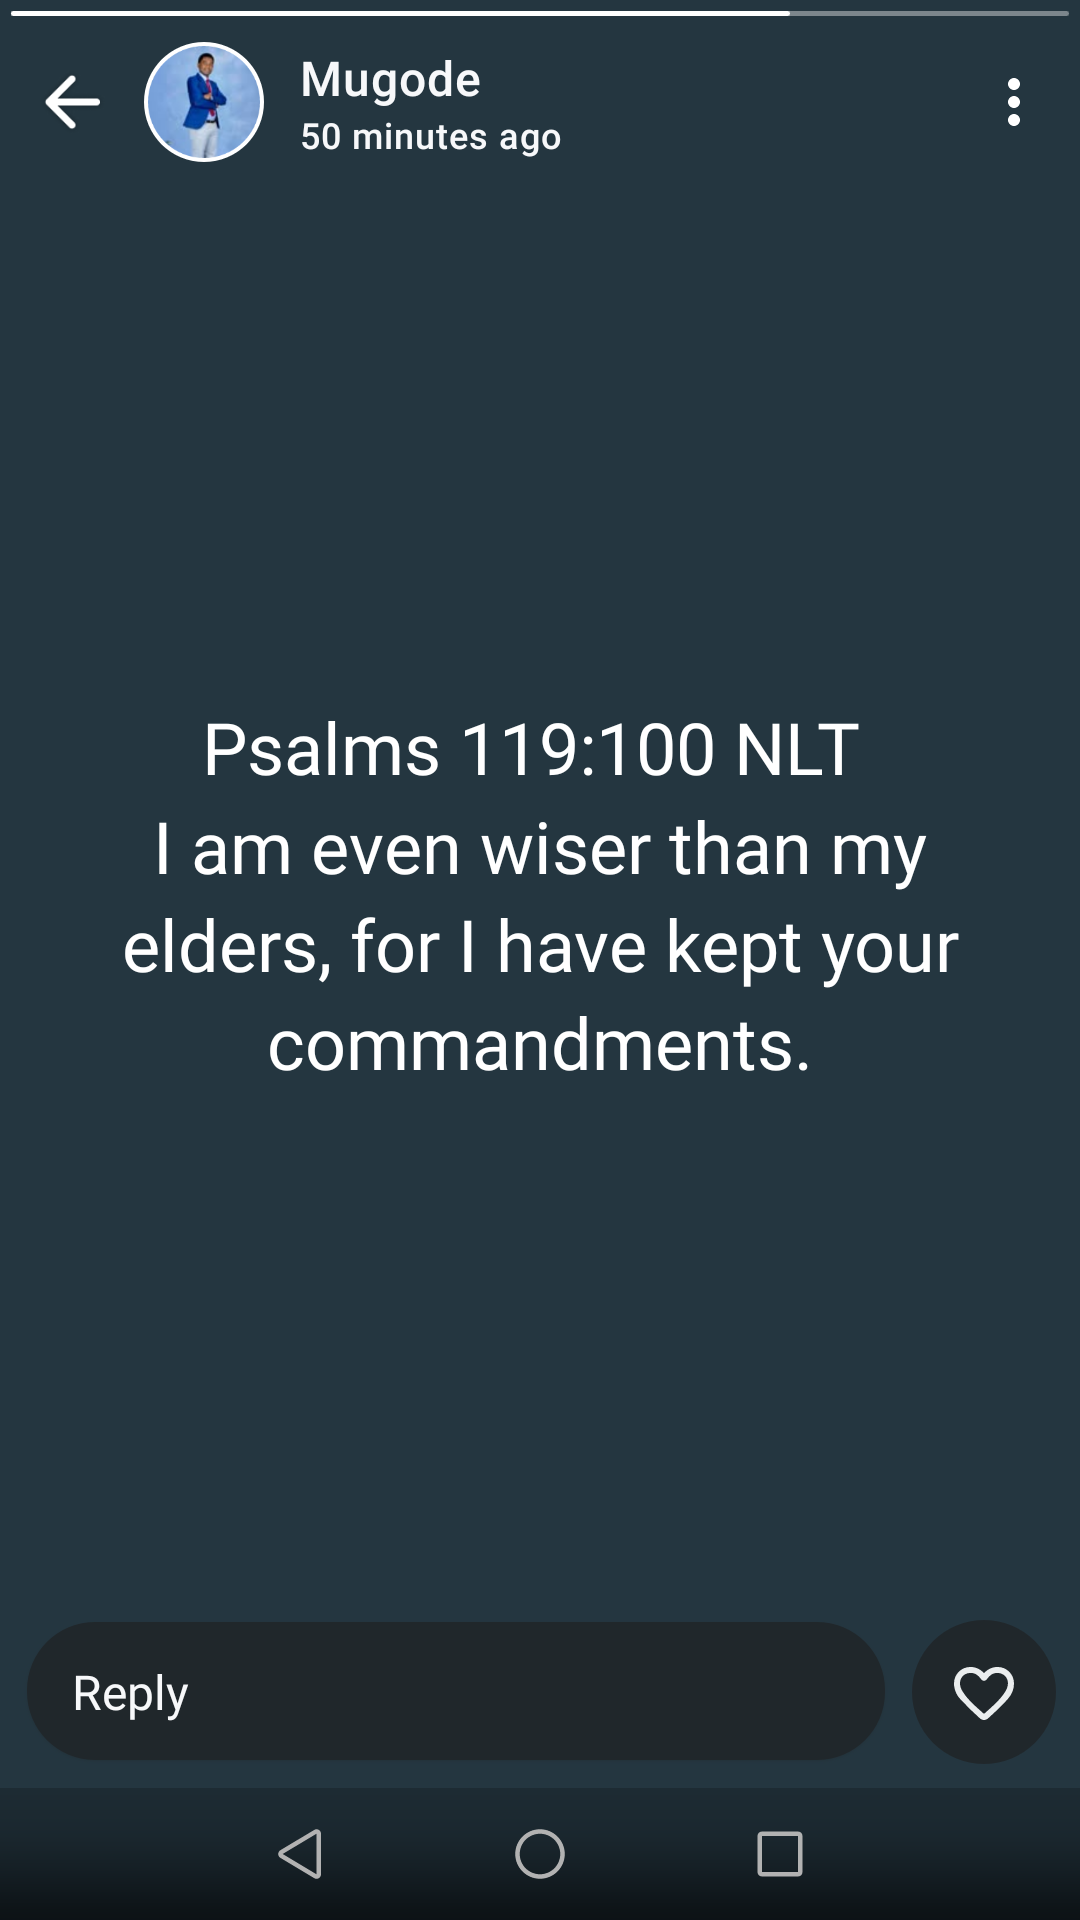 Mugode
50 minutes ago
Psalms 119:100 NLT
I am even wiser than my
elders, for I have kept your
commandments.
Reply